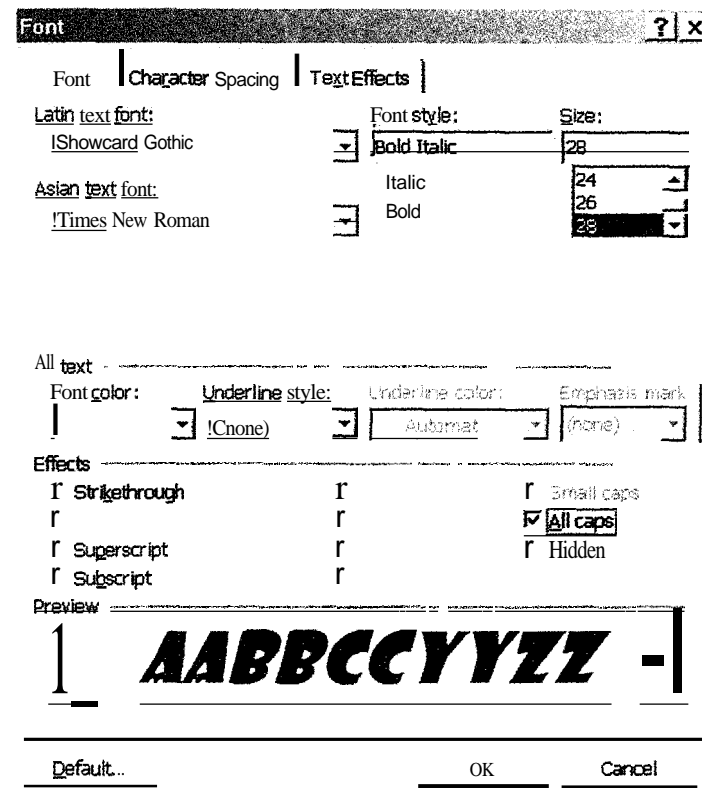 Font ? x
Font Character Spacing Text Effects
Latin text font: Font style: Size:
!Showcard Gothic Bold Italic 28
Italic 24
Asian text font: 26
!Times New Roman Bold 28
All text
Font color: Underline style: Underline color: Emphasis mark
!Cnone) Automat (none)
Effects
r Strikethrough r r Small caps
r r All caps
r Superscript r r Hidden
r Subscript r
Preview
1_ AABBCCYYZZ -
Default... OK Cancel